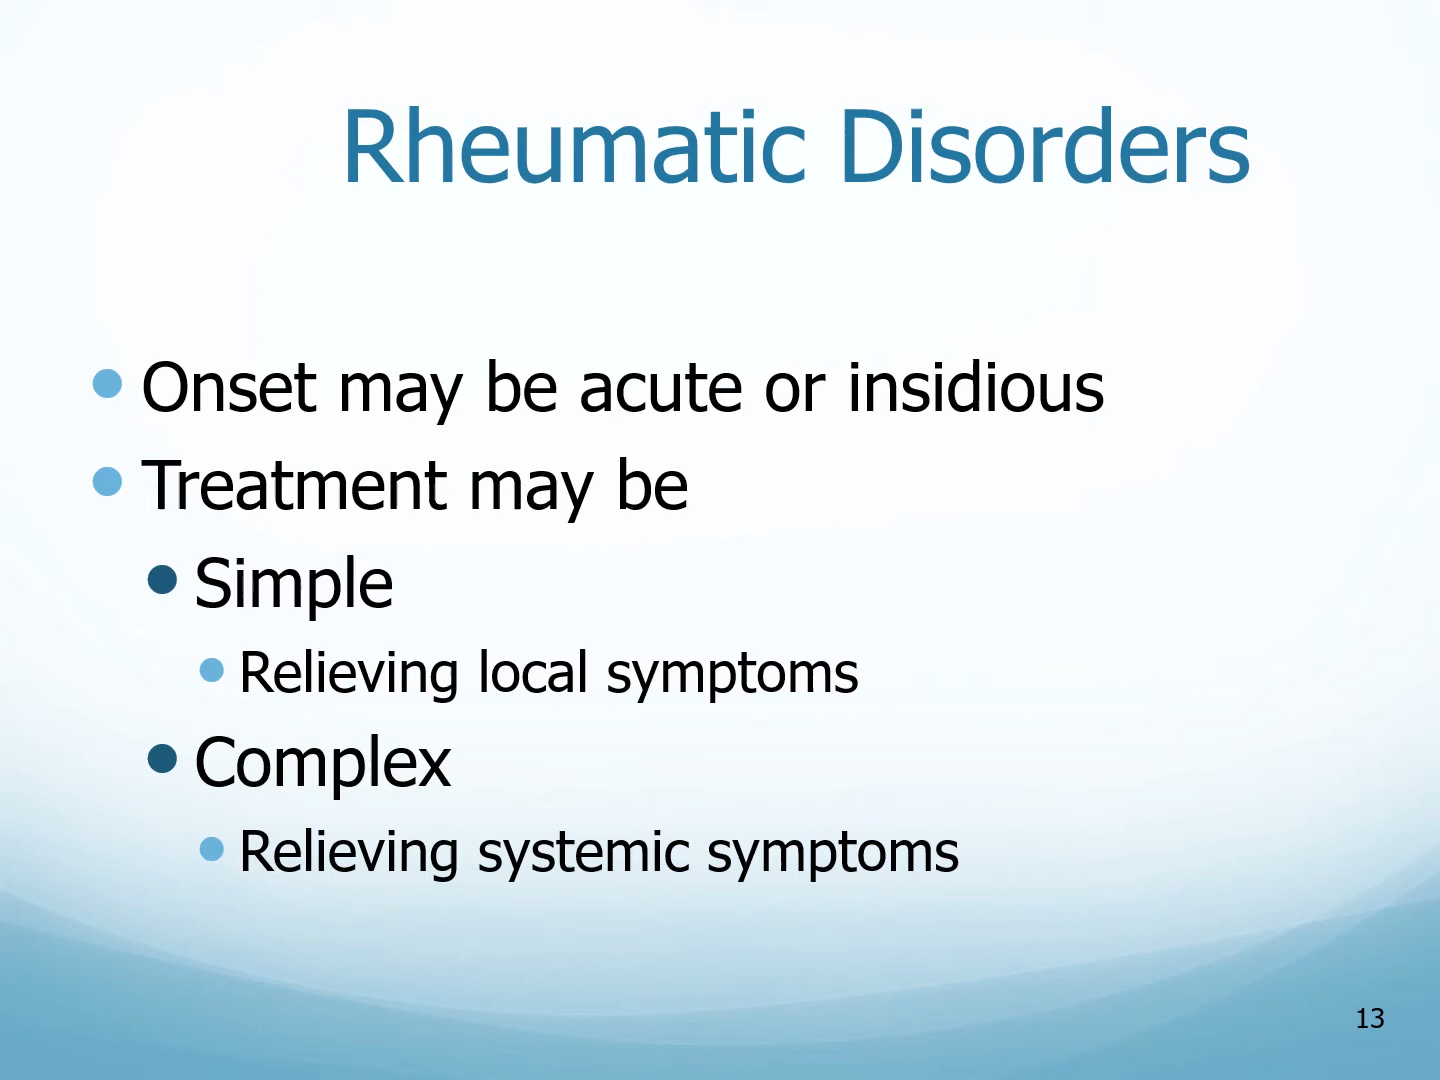 Rheumatic Disorders
Onset may be acute or insidious
Treatment may be
Simple
Relieving local symptoms
Complex
Relieving systemic symptoms
13